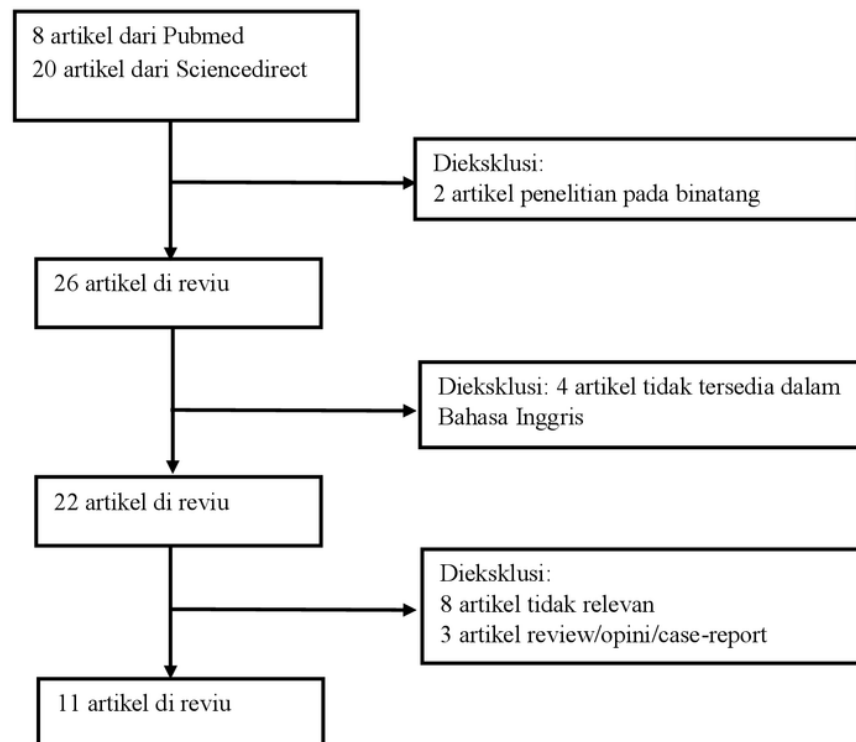 8 artikel dari Pubmed
20 artikel dari Sciencedirect
Dieksklusi:
2 artikel penelitian pada binatang
26 artikel di reviu
Dieksklusi: 4 artikel tidak tersedia dalam
Bahasa Inggris
22 artikel di reviu
Dieksklusi:
8 artikel tidak relevan
3 artikel review/opini/case-report
11 artikel di reviu